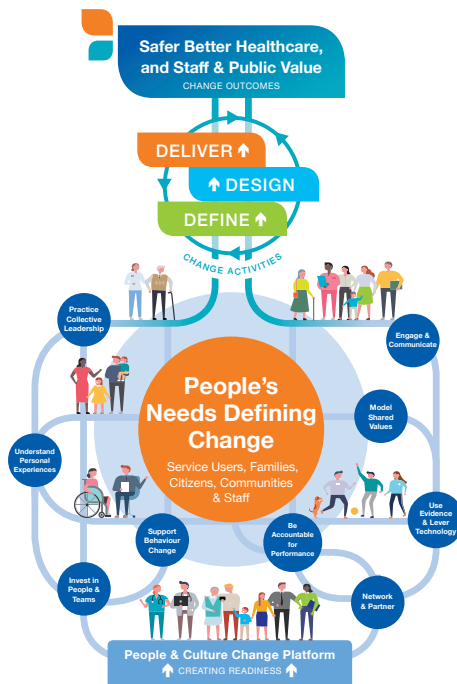 Safer Better Healthcare,
and Staff & Public Value
CHANGE OUTCOMES
DELIVER
DESIGN
DEFINE
CHANGE ACTIVITIES
Practice
Collective
Leadership
Engage &
Communicate
People's
Needs Defining
Change
Service Users, Families,
Citizens, Communities
& Staff
Model
Shared
Values
Understand
Personal
Experiences
Support
Behaviour
Change
Be
Accountable
for
Performance
Use
Evidence
& Lever
Technology
Invest in
People &
Teams
Network
& Partner
People & Culture Change Platform
CREATING READINESS